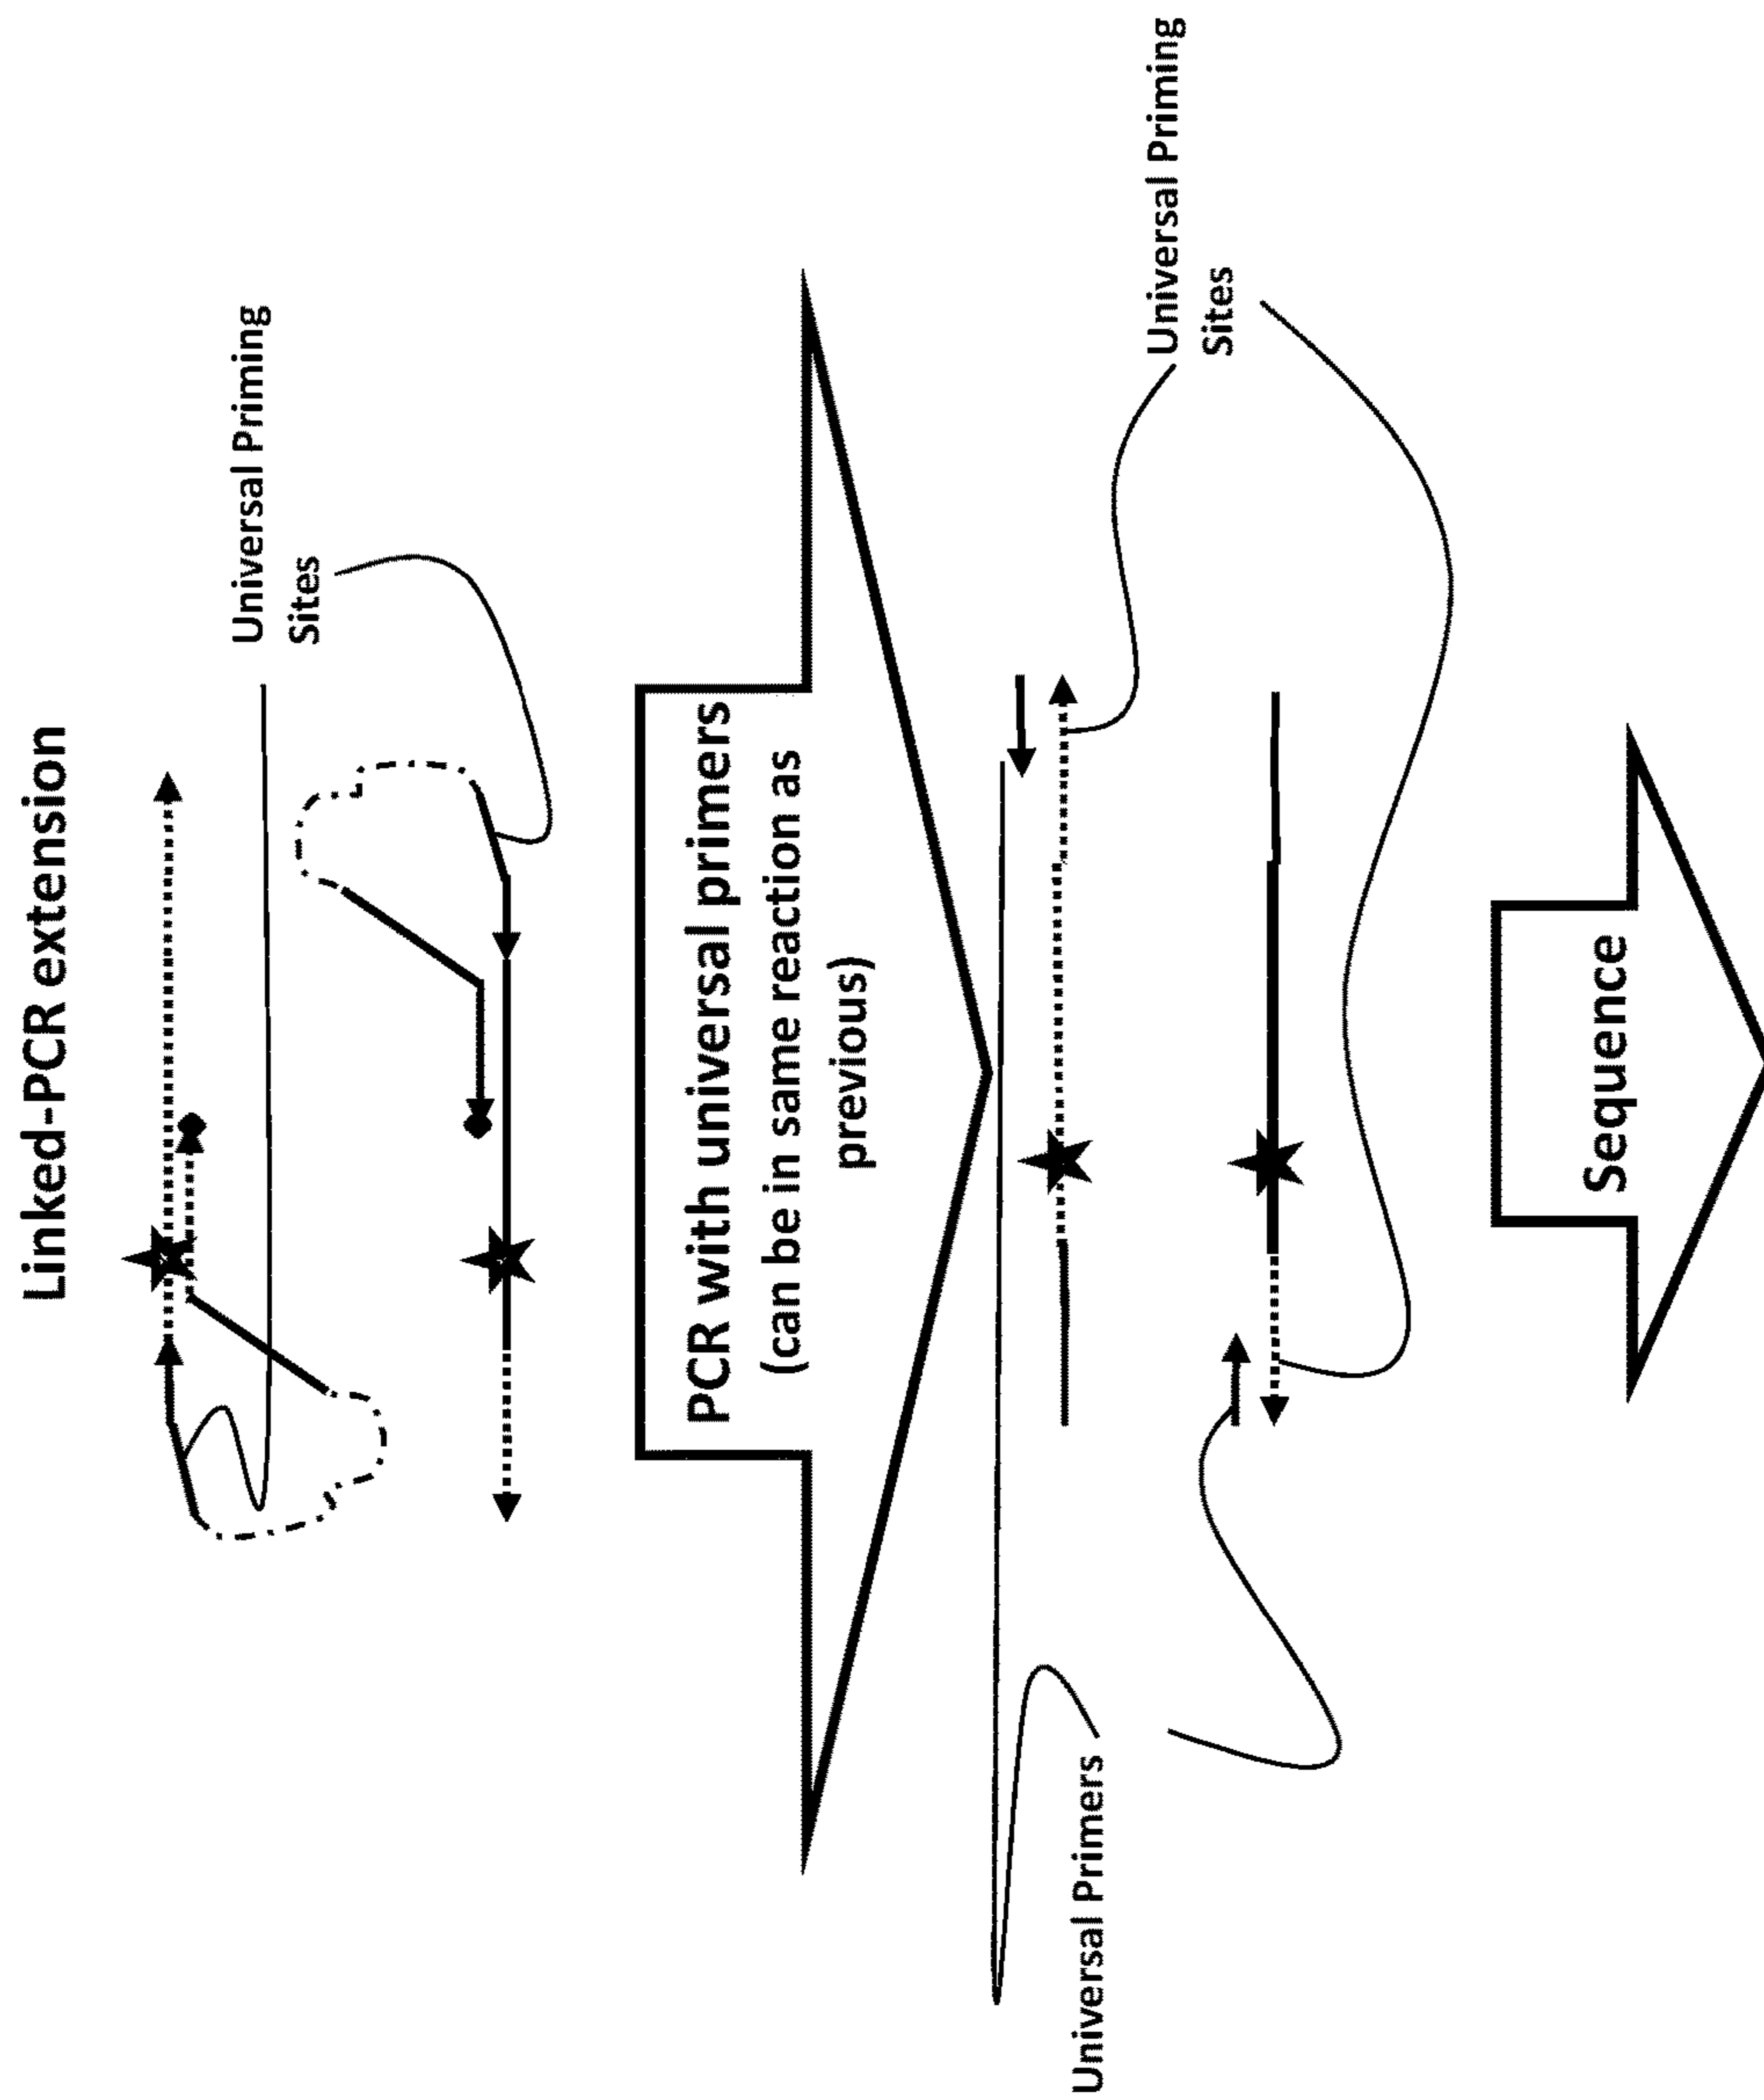 Linked-PCR extension
Universal Priming
Sites
PCR with universal primers
(can be in same reaction as
previous)
Universal Primers
Universal Priming
Sites
Sequence